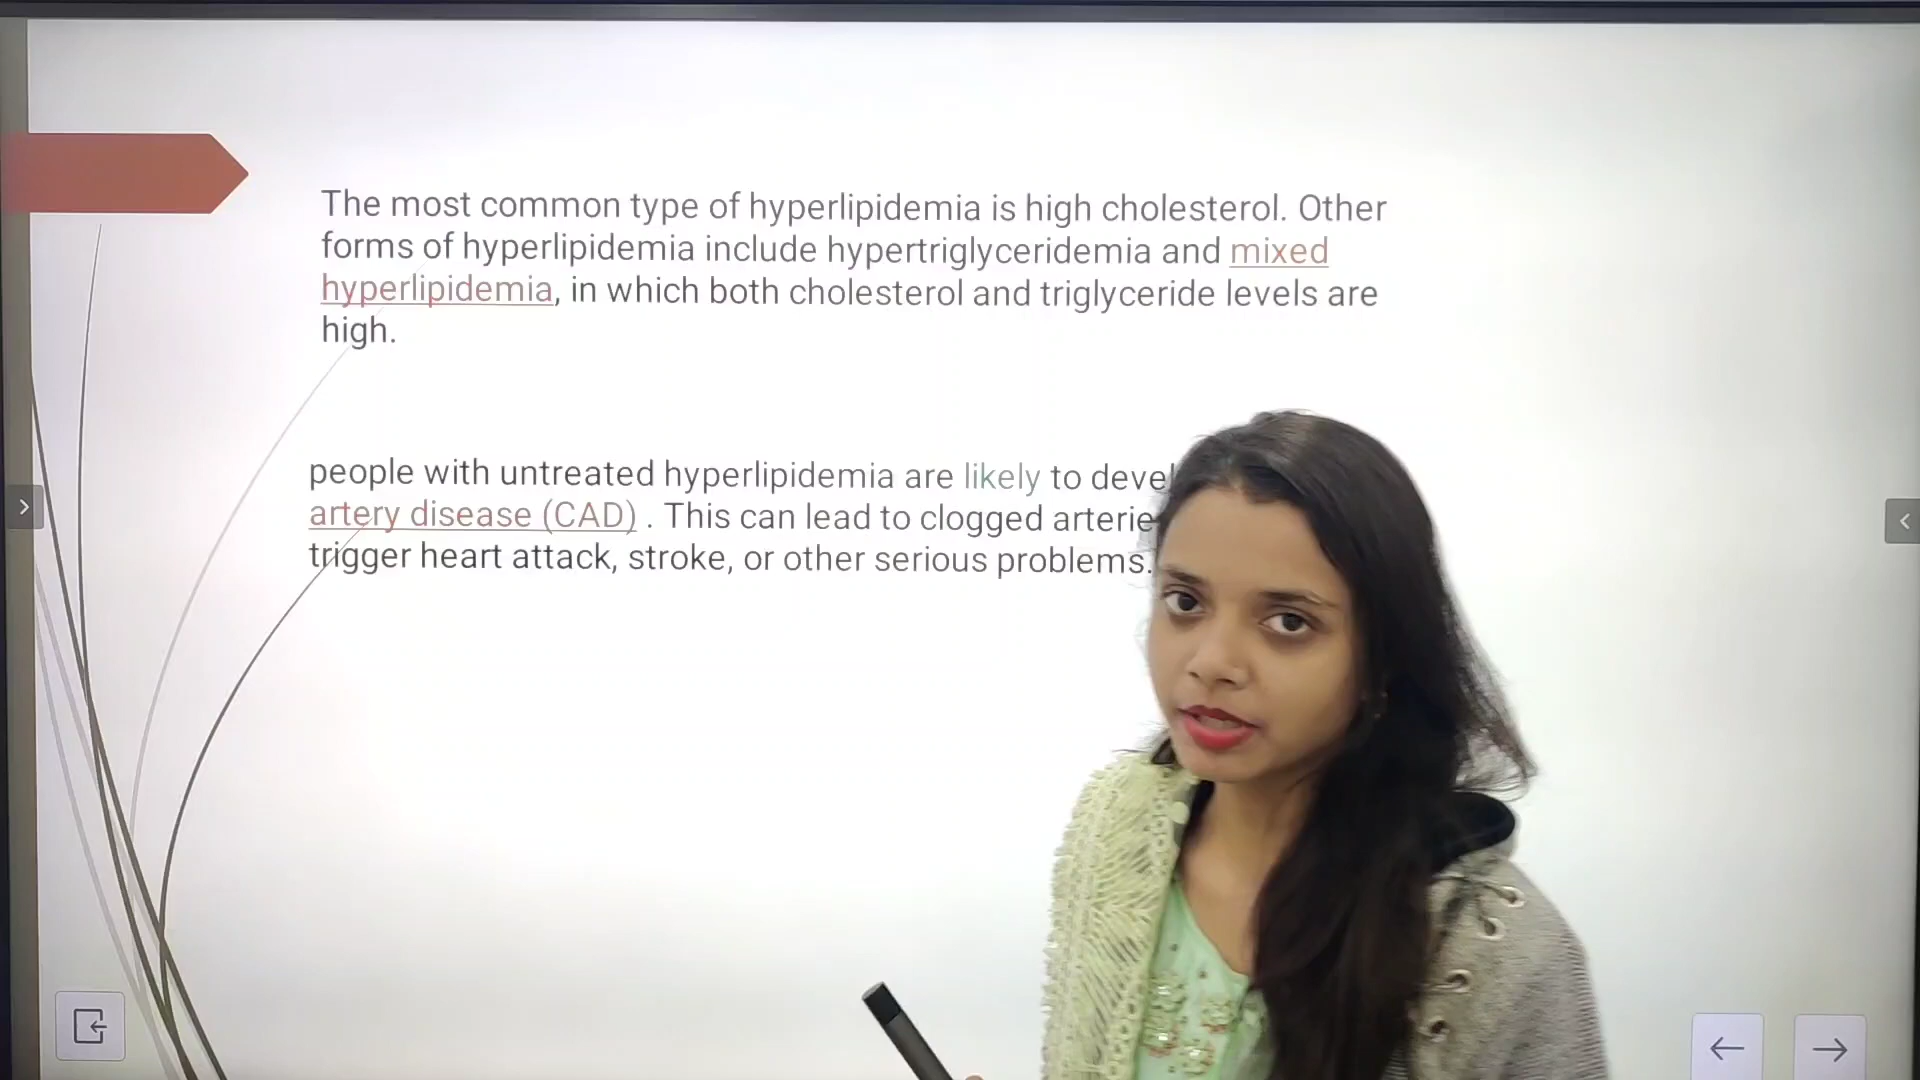 The most common type of hyperlipidemia is high cholesterol. Other
forms of hyperlipidemia include hypertriglyceridemia and mixed
hyperlipidemia, in which both cholesterol and triglyceride levels are
high.
people with untreated hyperlipidemia are likely to
artery disease (CAD) . This can lead to clogged
trigger heart attack, stroke, or other serious problems.